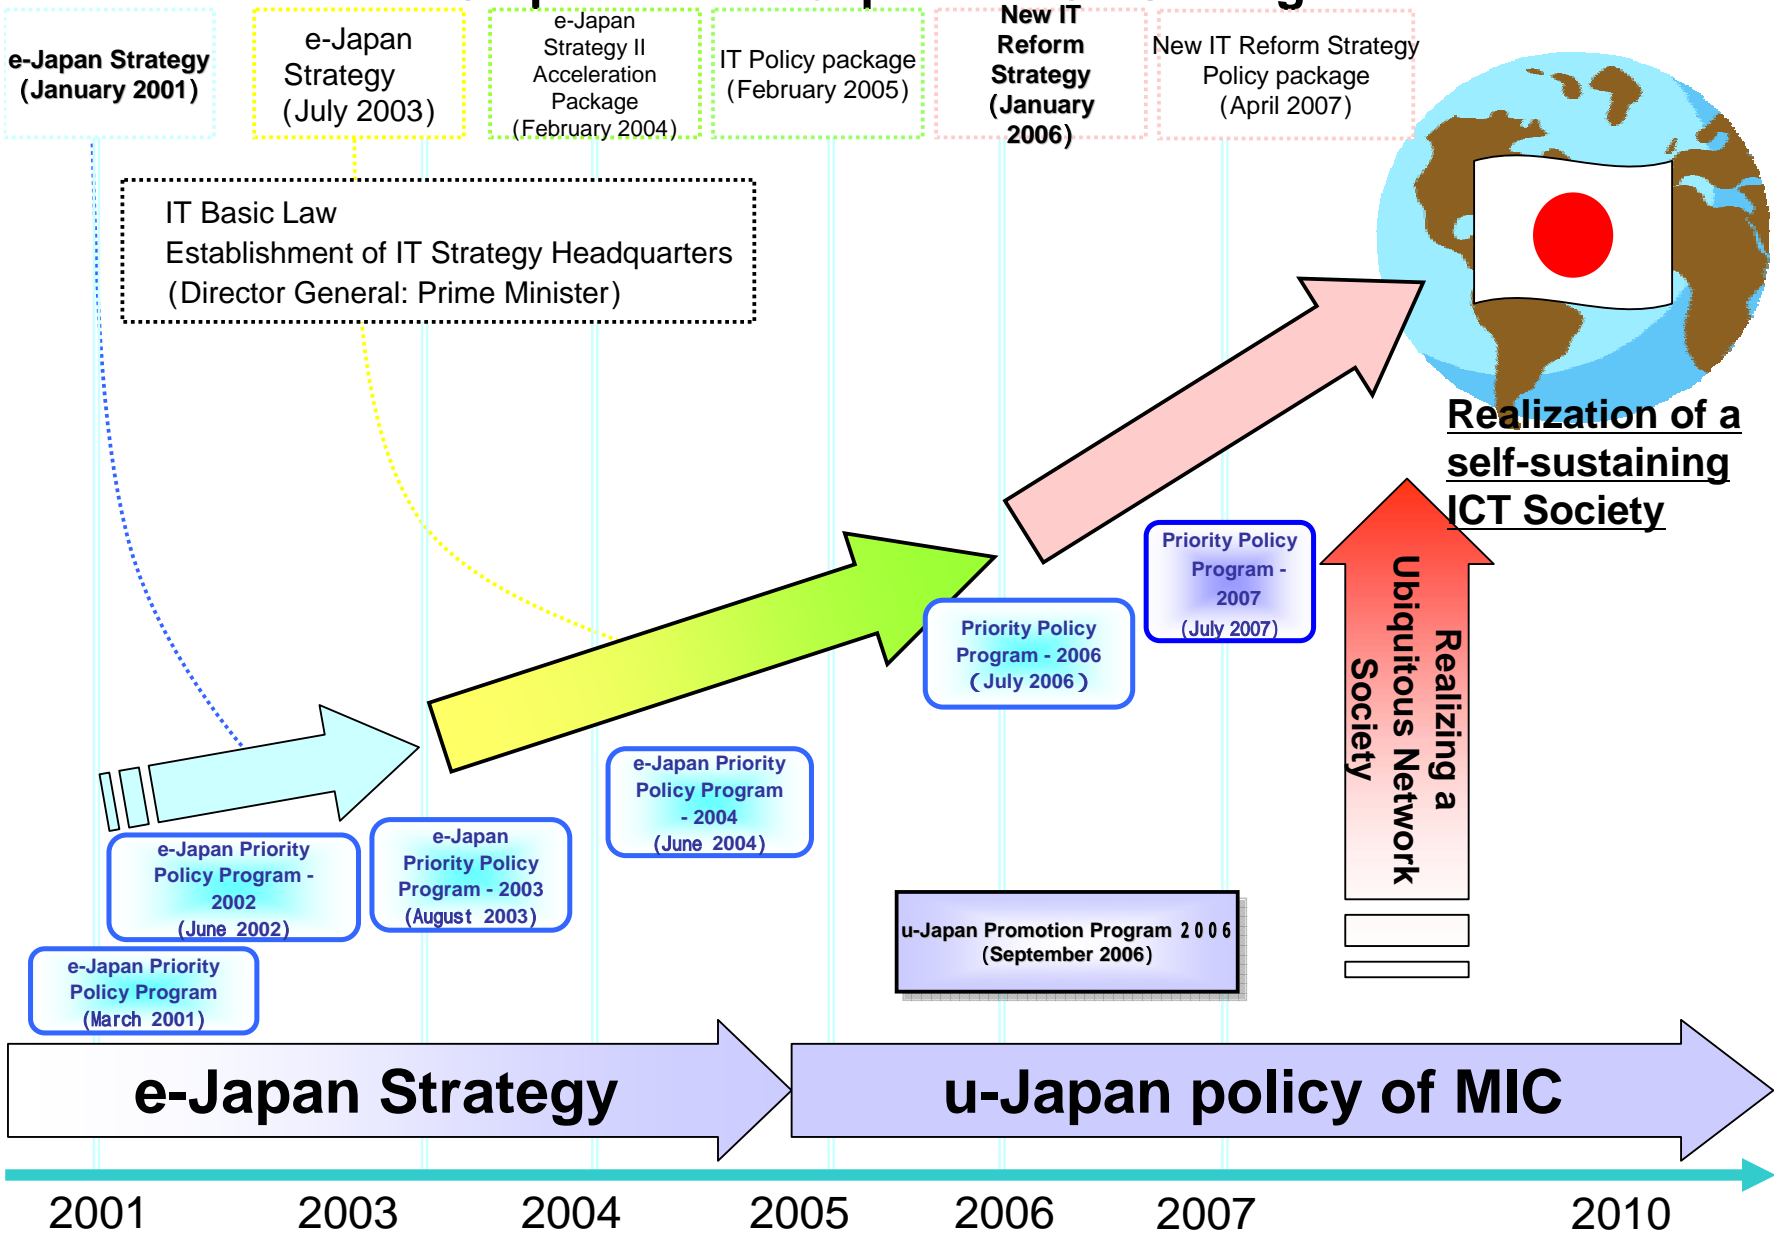 e-Japan Strategy
(January 2001)
e-Japan
Strategy
(July 2003)
e-Japan
Strategy II
Acceleration
Package
(February 2004)
IT Policy package
(February 2005)
New IT
Reform
Strategy
(January
2006)
New IT Reform Strategy
Policy package
(April 2007)
IT Basic Law
Establishment of IT Strategy Headquarters
(Director General: Prime Minister)
Realization of a
self-sustaining
ICT Society
Priority Policy
Program -
2007
(July 2007)
Priority Policy
Program - 2006
(July 2006)
Realizing a
Ubiquitous Network
Society
e-Japan Priority
Policy Program
- 2004
(June 2004)
e-Japan
Priority Policy
Program - 2003
(August 2003)
e-Japan Priority
Policy Program -
2002
(June 2002)
e-Japan Priority
Policy Program
(March 2001)
u-Japan Promotion Program 2006
(September 2006)
e-Japan Strategy
u-Japan policy of MIC
2001
2003
2004
2005
2006
2007
2010